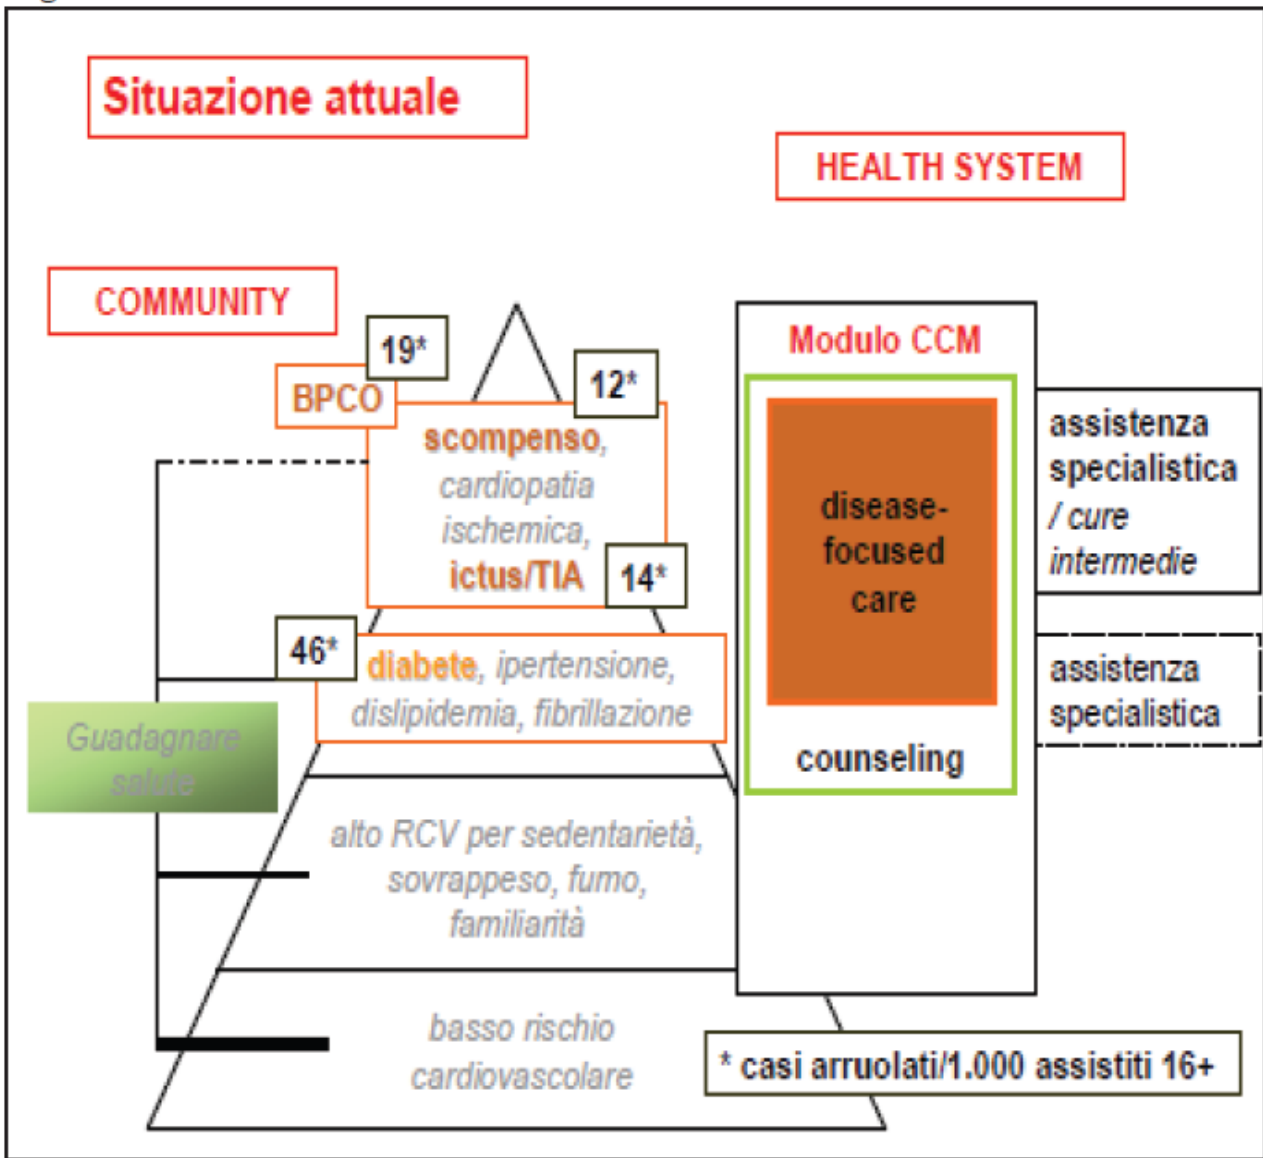 Situazione attuale
HEALTH SYSTEM
COMMUNITY
19*
BPCO
12*
scompenso,
cardiopatia
ischemica,
ictus/TIA
14*
46*
diabete, ipertensione,
dislipidemia, fibrillazione
Guadagnare
salute
alto RCV per sedentarietà,
sovrappeso, fumo,
familiarità
basso rischio
cardiovascolare
Modulo CCM
disease-
focused
care
counseling
assistenza
specialistica
/ cure
intermedie
assistenza
specialistica
* casi arruolati/1.000 assistiti 16+